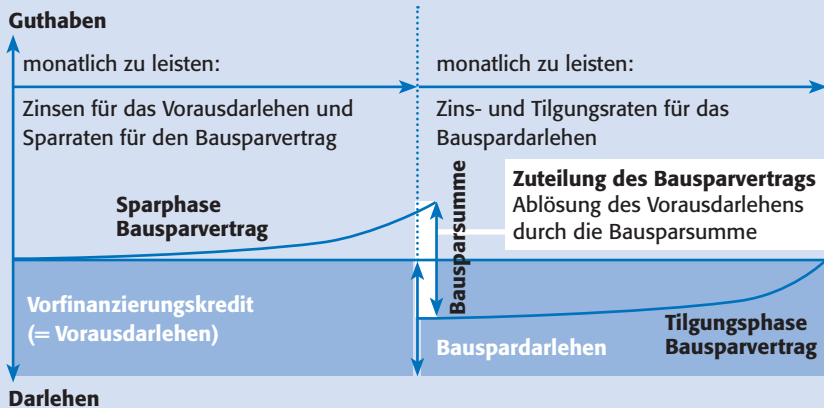 Guthaben
monatlich zu leisten:
Zinsen für das Vorausdarlehen und
Sparraten für den Bausparvertrag
monatlich zu leisten:
Zins- und Tilgungsraten für das
Bauspardarlehen
Sparphase
Bausparvertrag
Bausparsumme
Zuteilung des Bausparvertrags
Ablösung des Vorausdarlehens
durch die Bausparsumme
Vorfinanzierungskredit
(= Vorausdarlehen)
Bauspardarlehen
Tilgungsphase
Bausparvertrag
Darlehen